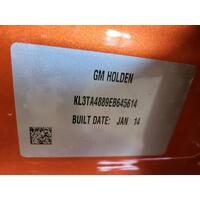 GM HOLDEN
KL3TA4889EB645614
BUILT DATE: JAN 14